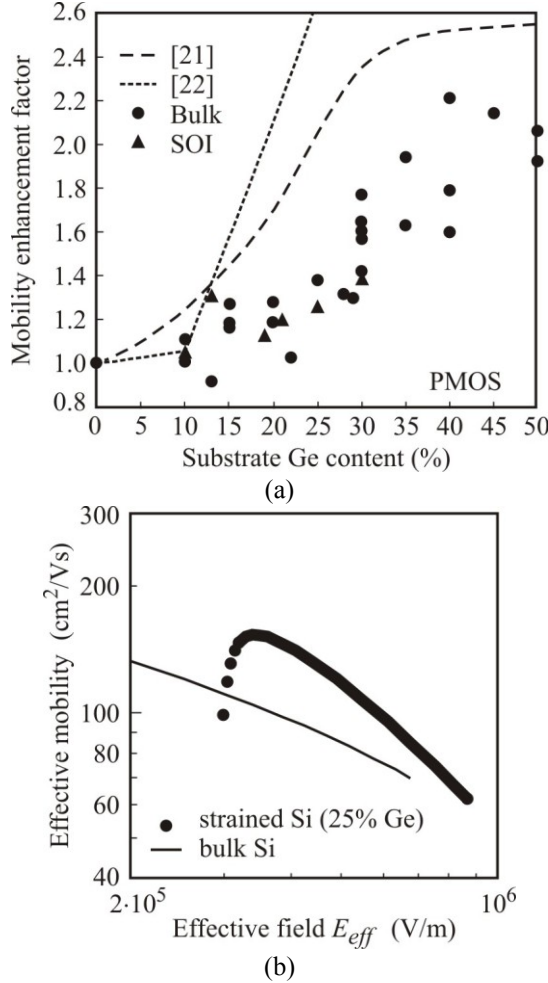 2.6
2.4
2.2
2.0
1.8
1.6
1.4
1.2
1.0
0.8
Mobility enhancement factor
[21]
[22]
Bulk
SOI
PMOS
0 5 10 15 20 25 30 35 40 45 50
Substrate Ge content (%)
(a)
300
200
100
80
60
40
Effective mobility (cm²/Vs)
strained Si (25% Ge)
bulk Si
2·10⁵ 10⁶
Effective field E_eff (V/m)
(b)